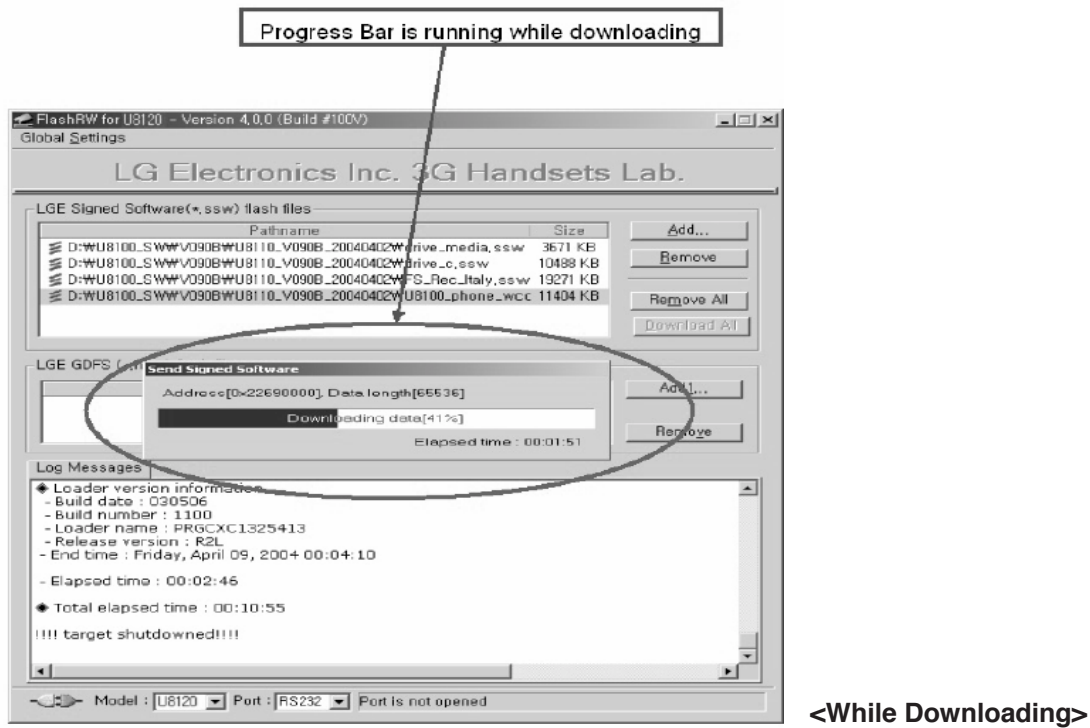 Progress Bar is running while downloading
FlashRW for U8120 - Version 4,0,0 (Build #100V)
Global Settings
LG Electronics Inc. 3G Handsets Lab.
LGE Signed Software(*,ssw) flash files
Pathname Size
D:₩U8100_SW₩V090B₩U8110_V090B_20040402₩drive_media,ssw 3671 KB
D:₩U8100_SW₩V090B₩U8110_V090B_20040402₩drive_c,ssw 10488 KB
D:₩U8100_SW₩V090B₩U8110_V090B_20040402₩FS_Rec_Italy,ssw 19271 KB
D:₩U8100_SW₩V090B₩U8110_V090B_20040402₩U8100_phone_wcc 11404 KB
Add...
Remove
Remove All
Download All
LGE GDFS
Send Signed Software
Address[0x22690000], Data length[65536]
Downloading data[41%]
Elapsed time : 00:01:51
Remove
Log Messages
◆ Loader version information
- Build date : 030506
- Build number : 1100
- Loader name : PRGCXC1325413
- Release version : R2L
- End time : Friday, April 09, 2004 00:04:10
- Elapsed time : 00:02:46
◆ Total elapsed time : 00:10:55
!!!! target shutdowned!!!!
Model : U8120 Port : RS232 Port is not opened
<While Downloading>